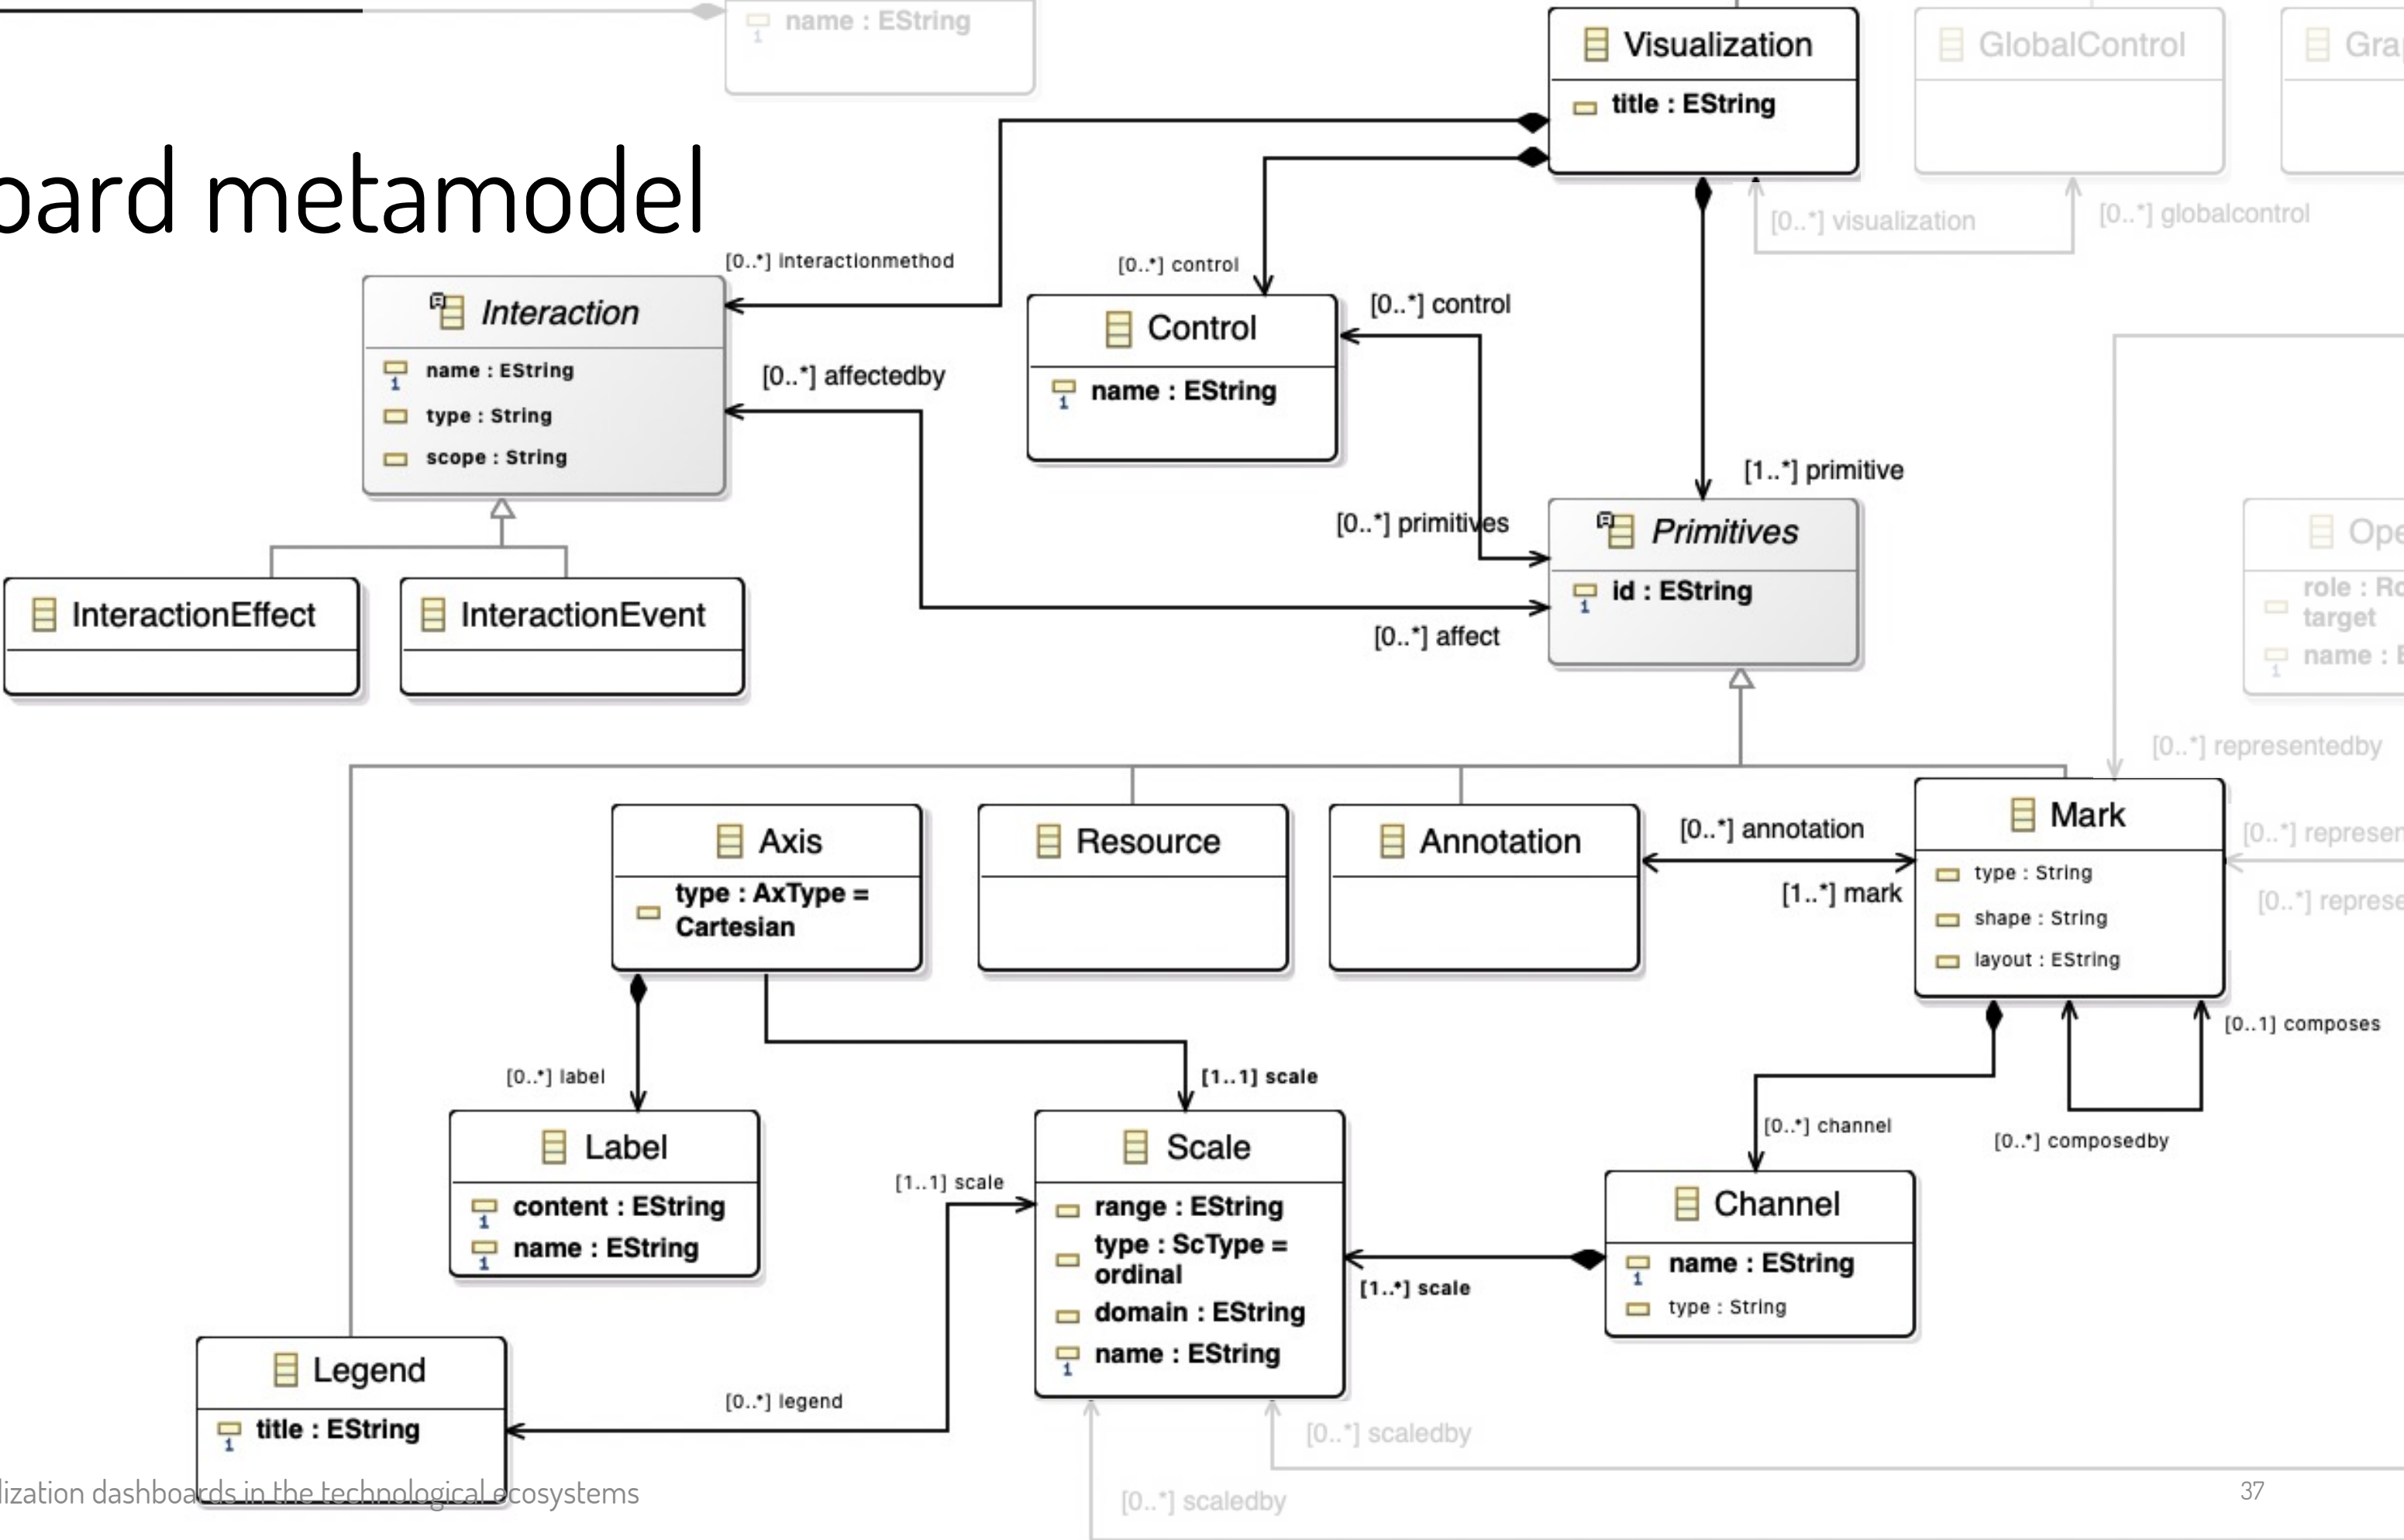 name : EString
Visualization
title : EString
GlobalControl
[0..*] visualization
[0..*] globalcontrol
metamodel
[0..*] interactionmethod
[0..*] control
Interaction
name : EString
type : String
scope : String
[0..*] affectedby
Control
name : EString
[0..*] control
[1..*] primitive
[0..*] primitives
Primitives
id : EString
[0..*] affect
InteractionEffect
InteractionEvent
target
[0..*] representedby
Axis
type : AxType =
Cartesian
Resource
Annotation
[0..*] annotation
[1..*] mark
Mark
type : String
shape : String
layout : EString
[0..1] composes
[0..*] composedby
[0..*] label
[1..1] scale
[0..*] channel
Label
content : EString
name : EString
[1..1] scale
Scale
range : EString
type : ScType =
ordinal
domain : EString
name : EString
[1..*] scale
Channel
name : EString
type : String
Legend
title : EString
[0..*] legend
[0..*] scaledby
[0..*] scaledby
dashboards in the technological ecosystems
37